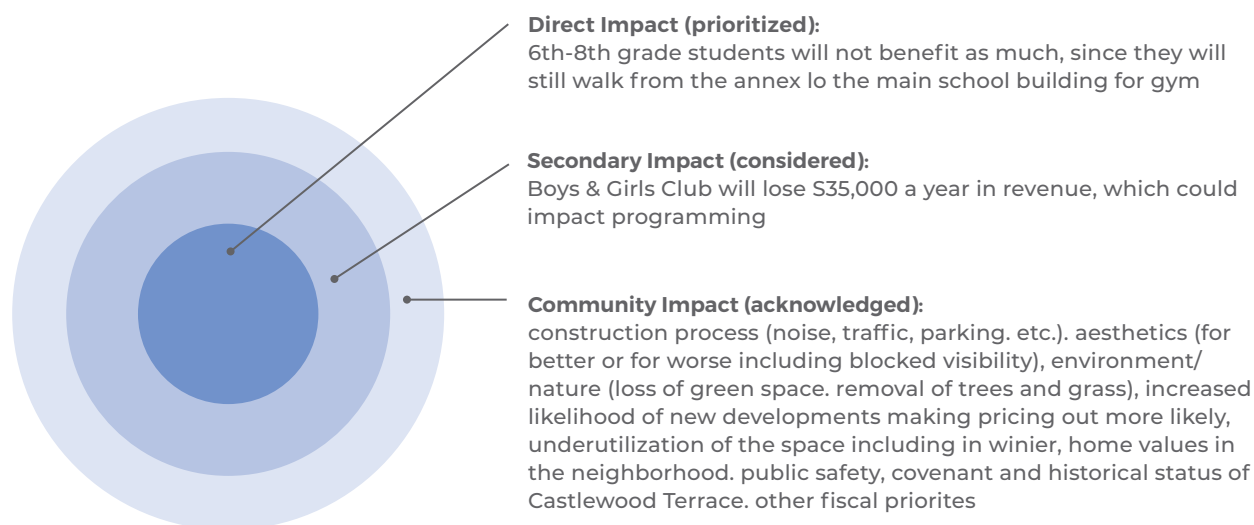 Direct Impact (prioritized):
6th-8th grade students will not benefit as much, since they will
still walk from the annex lo the main school building for gym
Secondary Impact (considered):
Boys & Girls Club will lose S35,000 a year in revenue, which could
impact programming
Community Impact (acknowledged):
construction process (noise, traffic, parking. etc.). aesthetics (for
better or for worse including blocked visibility), environment/
nature (loss of green space. removal of trees and grass), increased
likelihood of new developments making pricing out more likely,
underutilization of the space including in winier, home values in
the neighborhood. public safety, covenant and historical status of
Castlewood Terrace. other fiscal priorites